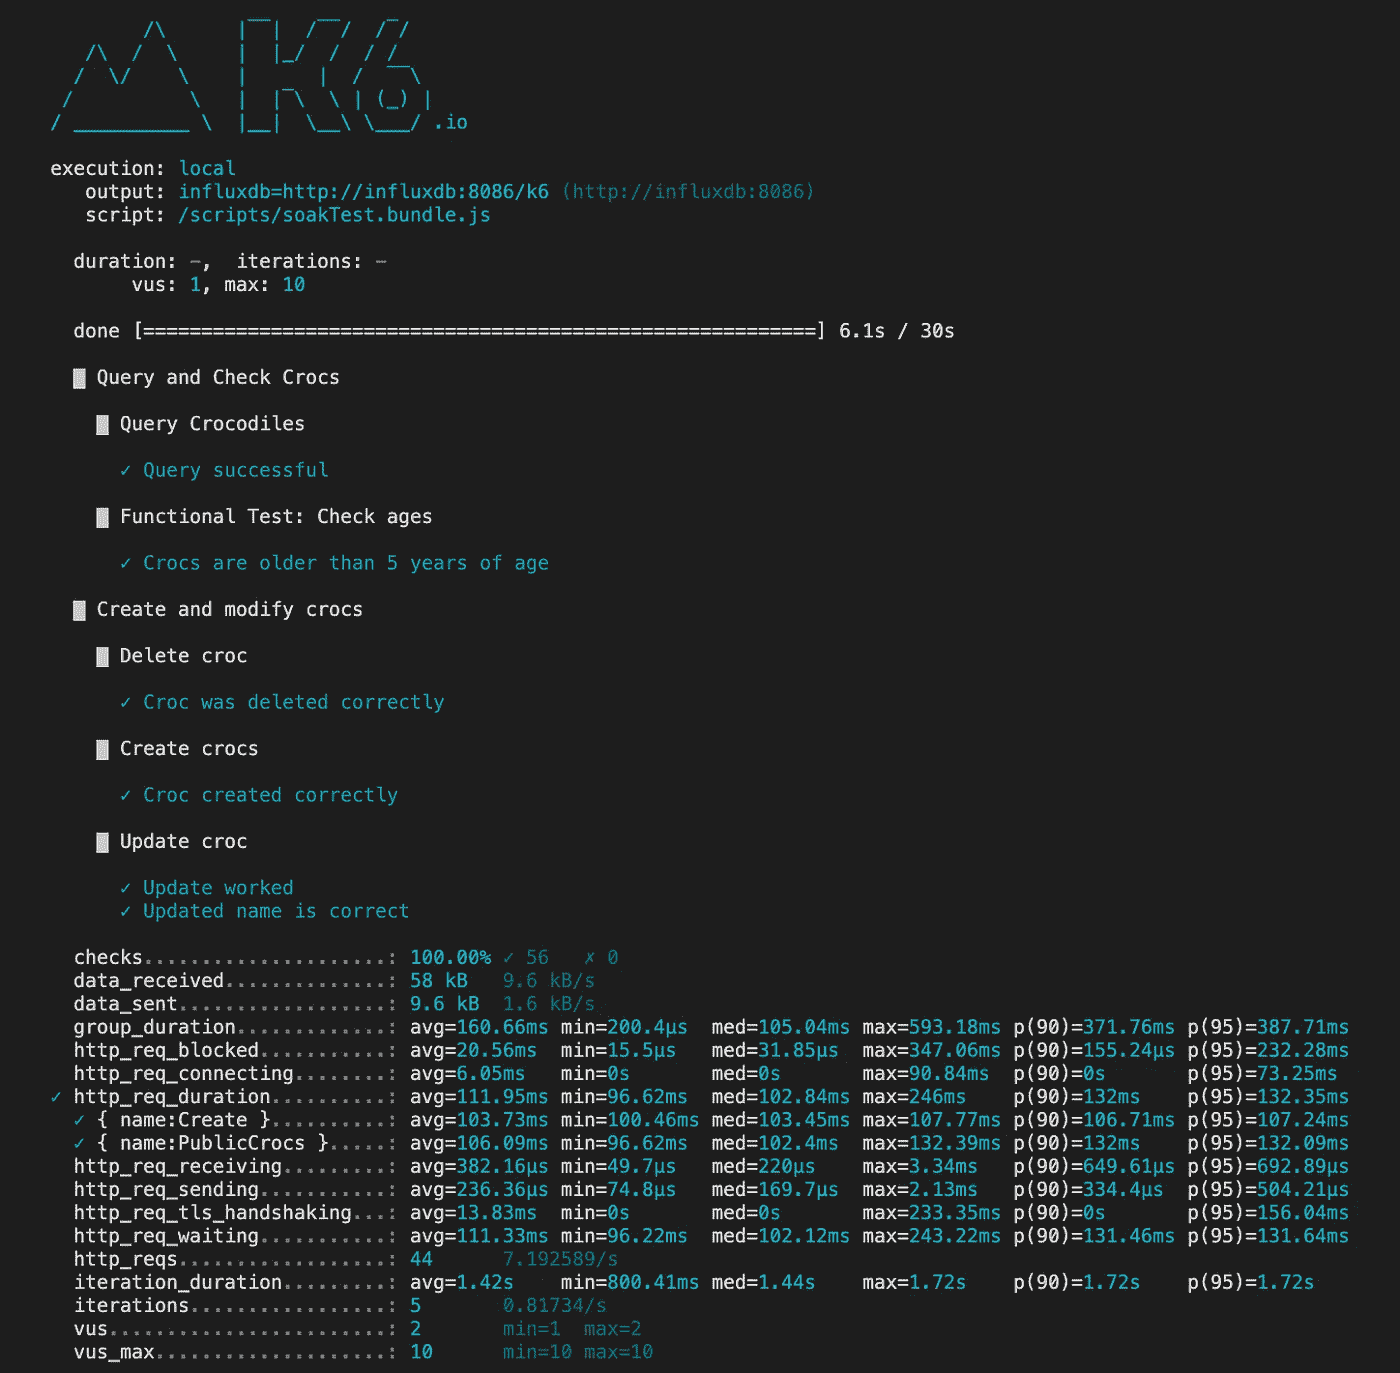 /\      |‾‾|  /‾‾/  /‾/
     /\  /  \     |  |_/  /  / /
    /  \/    \    |      |  /  ‾‾\
   /          \   |  |‾\  \ | (_) |
  / __________ \  |__|  \__\ \___/ .io
execution: local
output: influxdb=http://influxdb:8086/k6 (http://influxdb:8086)
script: /scripts/soakTest.bundle.js
duration: -, iterations: -
vus: 1, max: 10
done [==========================================================] 6.1s / 30s
█ Query and Check Crocs
█ Query Crocodiles
✓ Query successful
█ Functional Test: Check ages
✓ Crocs are older than 5 years of age
█ Create and modify crocs
█ Delete croc
✓ Croc was deleted correctly
█ Create crocs
✓ Croc created correctly
█ Update croc
✓ Update worked
✓ Updated name is correct
checks.....................: 100.00% ✓ 56 ✗ 0
data_received..............: 58 kB 9.6 kB/s
data_sent..................: 9.6 kB 1.6 kB/s
group_duration.............: avg=160.66ms min=200.4µs med=105.04ms max=593.18ms p(90)=371.76ms p(95)=387.71ms
http_req_blocked...........: avg=20.56ms min=15.5µs med=31.85µs max=347.06ms p(90)=155.24µs p(95)=232.28ms
http_req_connecting........: avg=6.05ms min=0s med=0s max=90.84ms p(90)=0s p(95)=73.25ms
✓ http_req_duration..........: avg=111.95ms min=96.62ms med=102.84ms max=246ms p(90)=132ms p(95)=132.35ms
✓ { name:Create }..........: avg=103.73ms min=100.46ms med=103.45ms max=107.77ms p(90)=106.71ms p(95)=107.24ms
✓ { name:PublicCrocs }.....: avg=106.09ms min=96.62ms med=102.4ms max=132.39ms p(90)=132ms p(95)=132.09ms
http_req_receiving.........: avg=382.16µs min=49.7µs med=220µs max=3.34ms p(90)=649.61µs p(95)=692.89µs
http_req_sending...........: avg=236.36µs min=74.8µs med=169.7µs max=2.13ms p(90)=334.4µs p(95)=504.21µs
http_req_tls_handshaking...: avg=13.83ms min=0s med=0s max=233.35ms p(90)=0s p(95)=156.04ms
http_req_waiting...........: avg=111.33ms min=96.22ms med=102.12ms max=243.22ms p(90)=131.46ms p(95)=131.64ms
http_reqs..................: 44 7.192589/s
iteration_duration.........: avg=1.42s min=800.41ms med=1.44s max=1.72s p(90)=1.72s p(95)=1.72s
iterations.................: 5 0.81734/s
vus........................: 2 min=1 max=2
vus_max....................: 10 min=10 max=10